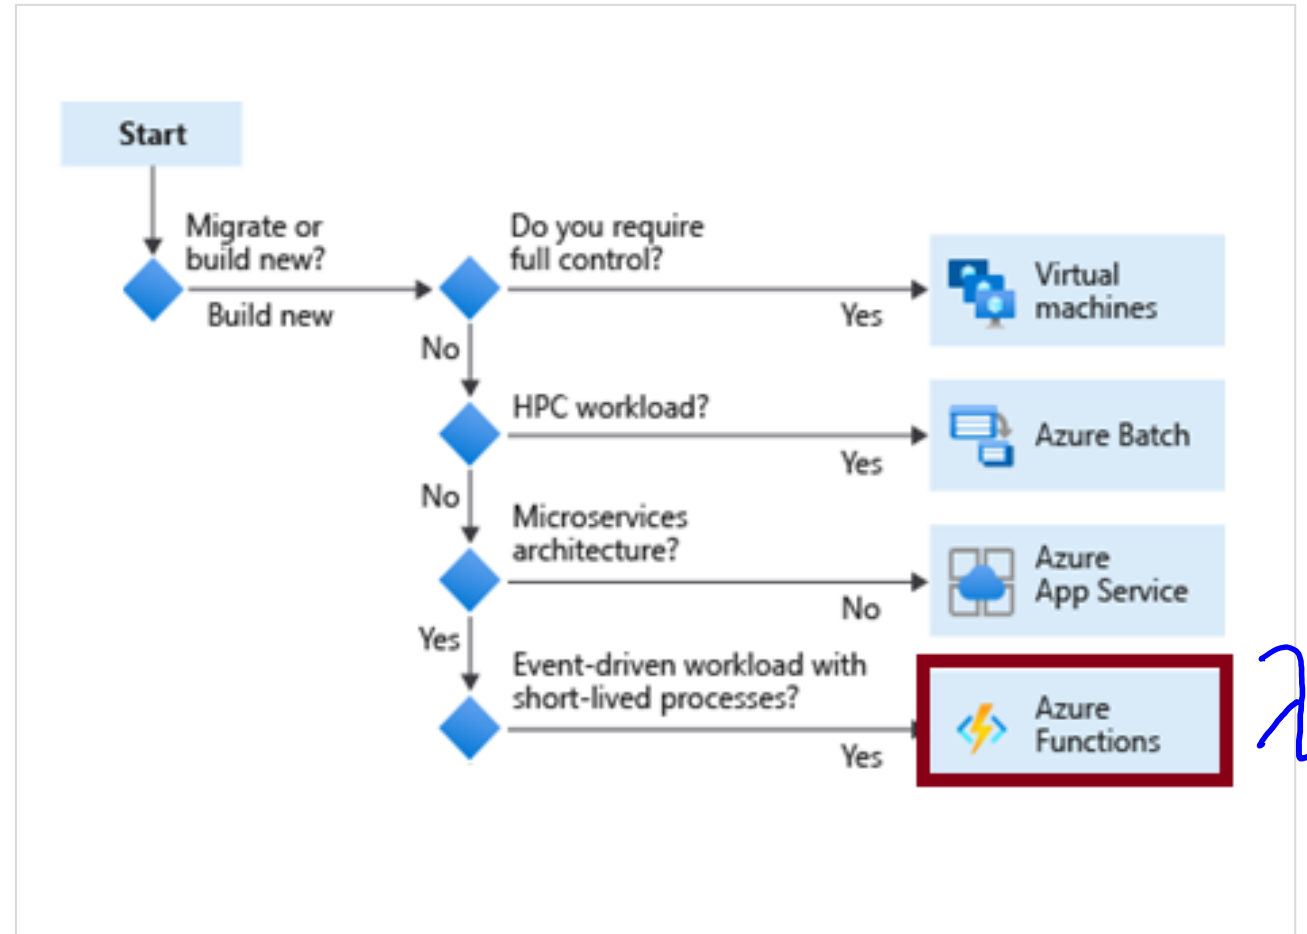 Start
Migrate or
build new?
Build new
Do you require
full control?
Yes
Virtual
machines
No
HPC workload?
Yes
Azure Batch
No
Microservices
architecture?
No
Azure
App Service
Yes
Event-driven workload with
short-lived processes?
Yes
Azure
Functions
λ